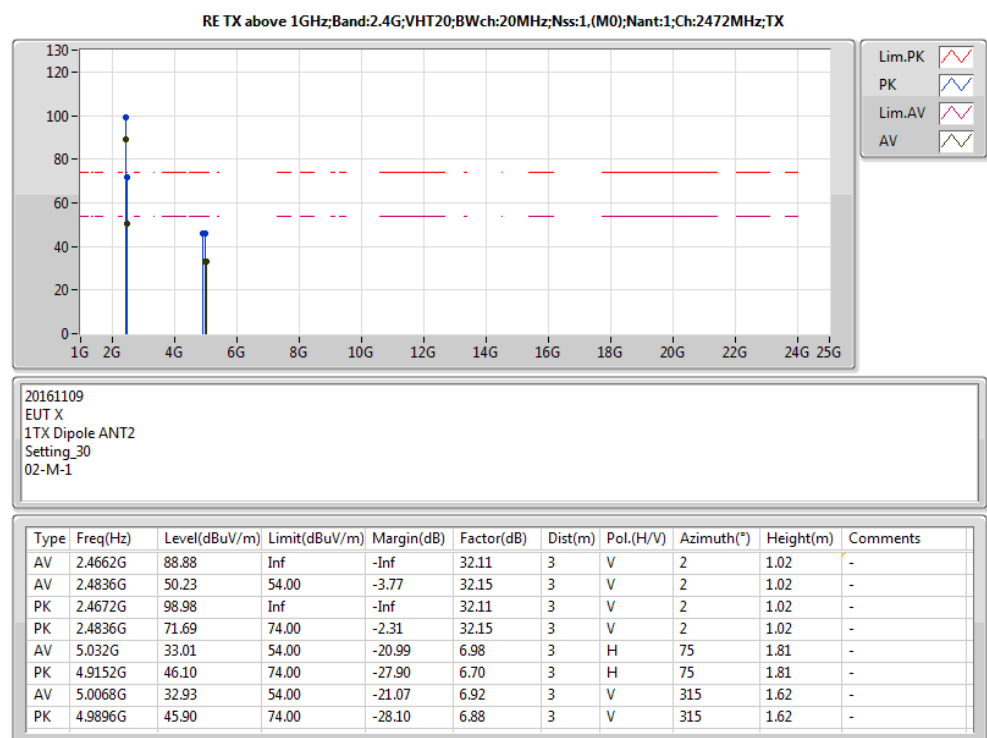 RE TX above 1GHz;Band:2.4G;VHT20;BWch:20MHz;Nss:1,(M0);Nant:1;Ch:2472MHz;TX
130
120
100
80
60
40
20
0
1G 2G 4G 6G 8G 10G 12G 14G 16G 18G 20G 22G 24G 25G
Lim.PK
PK
Lim.AV
AV
20161109
EUT X
1TX Dipole ANT2
Setting_30
02-M-1
Type Freq(Hz) Level(dBuV/m) Limit(dBuV/m) Margin(dB) Factor(dB) Dist(m) Pol.(H/V) Azimuth(°) Height(m) Comments
AV 2.4662G 88.88 Inf -Inf 32.11 3 V 2 1.02 -
AV 2.4836G 50.23 54.00 -3.77 32.15 3 V 2 1.02 -
PK 2.4672G 98.98 Inf -Inf 32.11 3 V 2 1.02 -
PK 2.4836G 71.69 74.00 -2.31 32.15 3 V 2 1.02 -
AV 5.032G 33.01 54.00 -20.99 6.98 3 H 75 1.81 -
PK 4.9152G 46.10 74.00 -27.90 6.70 3 H 75 1.81 -
AV 5.0068G 32.93 54.00 -21.07 6.92 3 V 315 1.62 -
PK 4.9896G 45.90 74.00 -28.10 6.88 3 V 315 1.62 -